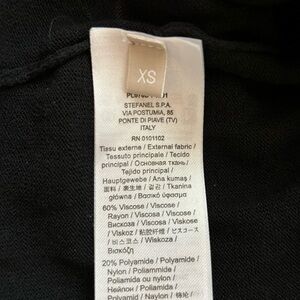 XS
STEFANEL S.P.A.
VIA POSTUMIA, 85
PONTE DI PIAVE (TV)
ITALY
RN 0101102
Tissu externe / External fabric /
Tessuto principale / Tecido
principal / Основная ткань /
Tejido principal /
Hauptgewebe / Ana kumaş /
面料 / 表生地 / 겉감 / Tkanina
główna / Βασικό ύφασμα
60% Viscose / Viscose /
Rayon / Viscosa / Viscose /
Вискоза / Viscosa / Viskose
/ Viskoz / 粘胶纤维 / ビスコース
/ 비스코스 / Wiskoza /
Βισκόζη
20% Polyamide / Polyamide /
Nylon / Poliammide /
Poliamida ou nylon /
Нейлон / Poliamida /
/ Naylon / 锦纶 /